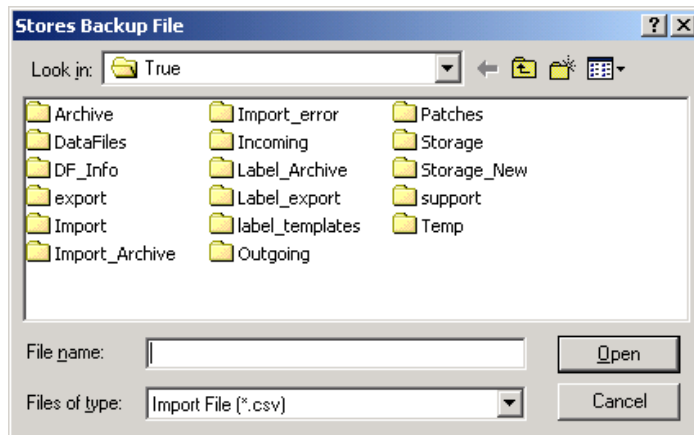 Stores Backup File
Look in: True
Archive Import_error Patches
DataFiles Incoming Storage
DF_Info Label_Archive Storage_New
export Label_export support
Import label_templates Temp
Import_Archive Outgoing
File name: Open
Files of type: Import File (*.csv) Cancel